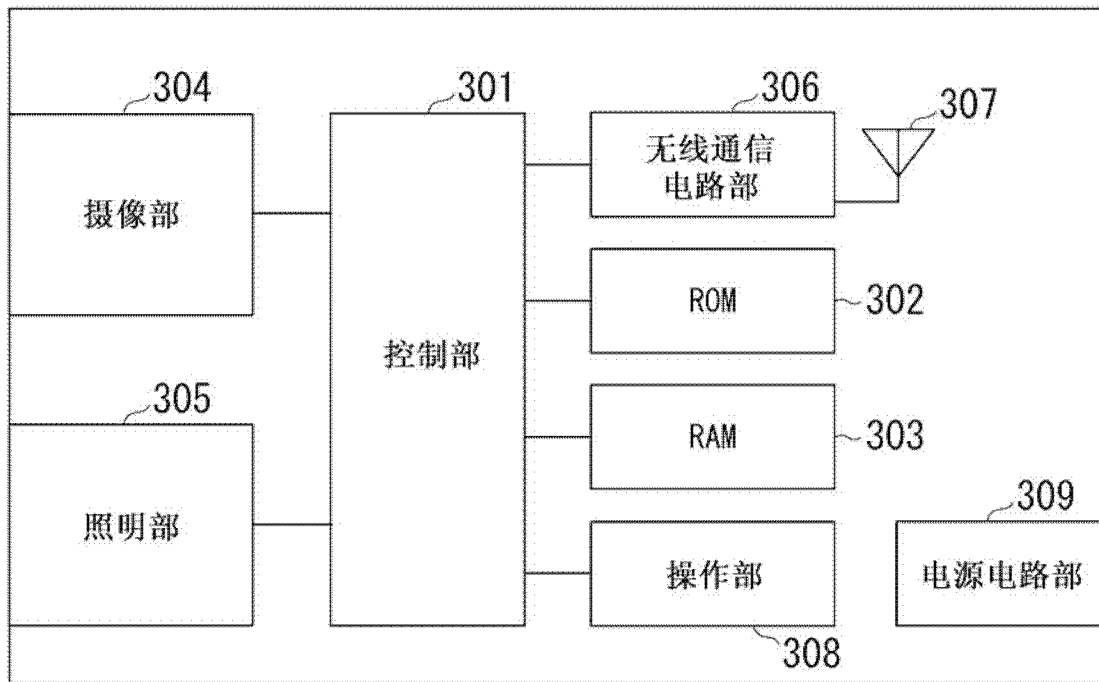 304
301
306
307
摄像部
无线通信
电路部
ROM
302
控制部
305
RAM
303
309
照明部
操作部
电源电路部
308